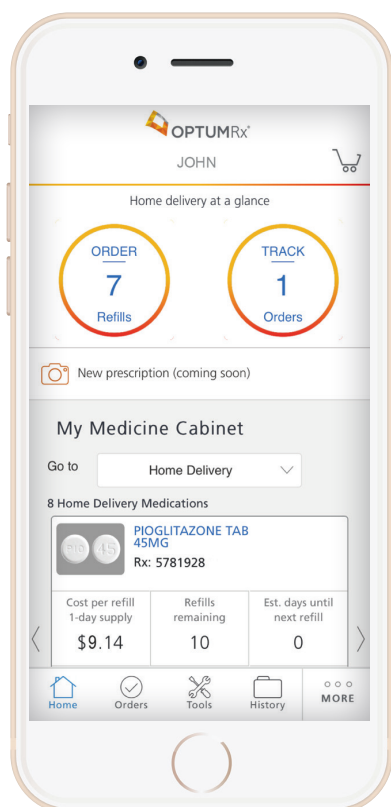 OPTUMRx®
JOHN
Home delivery at a glance
ORDER
7
Refills
TRACK
1
Orders
New prescription (coming soon)
My Medicine Cabinet
Go to
Home Delivery
8 Home Delivery Medications
PIO 45
PIOGLITAZONE TAB
45MG
Rx: 5781928
Cost per refill
1-day supply
$9.14
Refills
remaining
10
Est. days until
next refill
0
Home
Orders
Tools
History
MORE